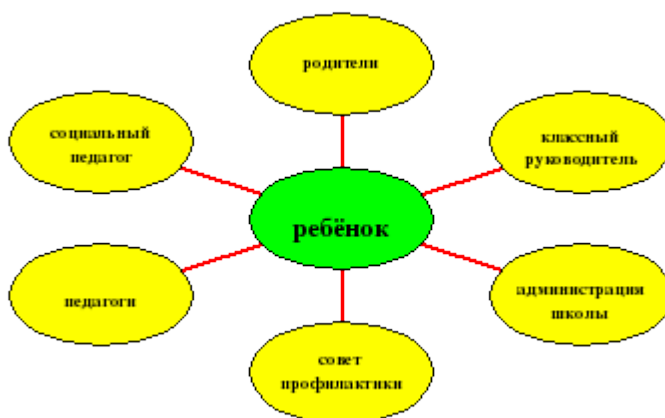 родители
социальный
педагог
классный
руководитель
ребёнок
педагоги
администрация
школы
совет
профилактики